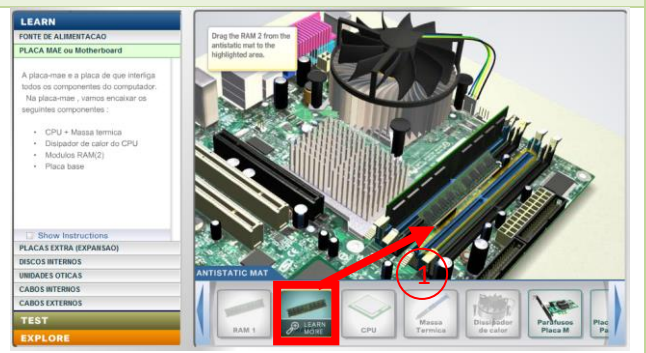 LEARN
FONTE DE ALIMENTACAO
PLACA MAE ou Motherboard
A placa-mae e a placa de que interliga
todos os componentes do computador.
Na placa-mae , vamos encaixar os
seguintes componentes :
• CPU + Massa termica
• Disipador de calor do CPU
• Modulos RAM(2)
• Placa base
Show Instructions
PLACAS EXTRA (EXPANSAO)
DISCOS INTERNOS
UNIDADES OTICAS
CABOS INTERNOS
CABOS EXTERNOS
TEST
EXPLORE
Drag the RAM 2 from the
antistatic mat to the
highlighted area.
1
ANTISTATIC MAT
RAM 1
LEARN
MORE
CPU
Massa
Termica
Dissipador
de calor
Parafusos
Placa M
Plac
Pa